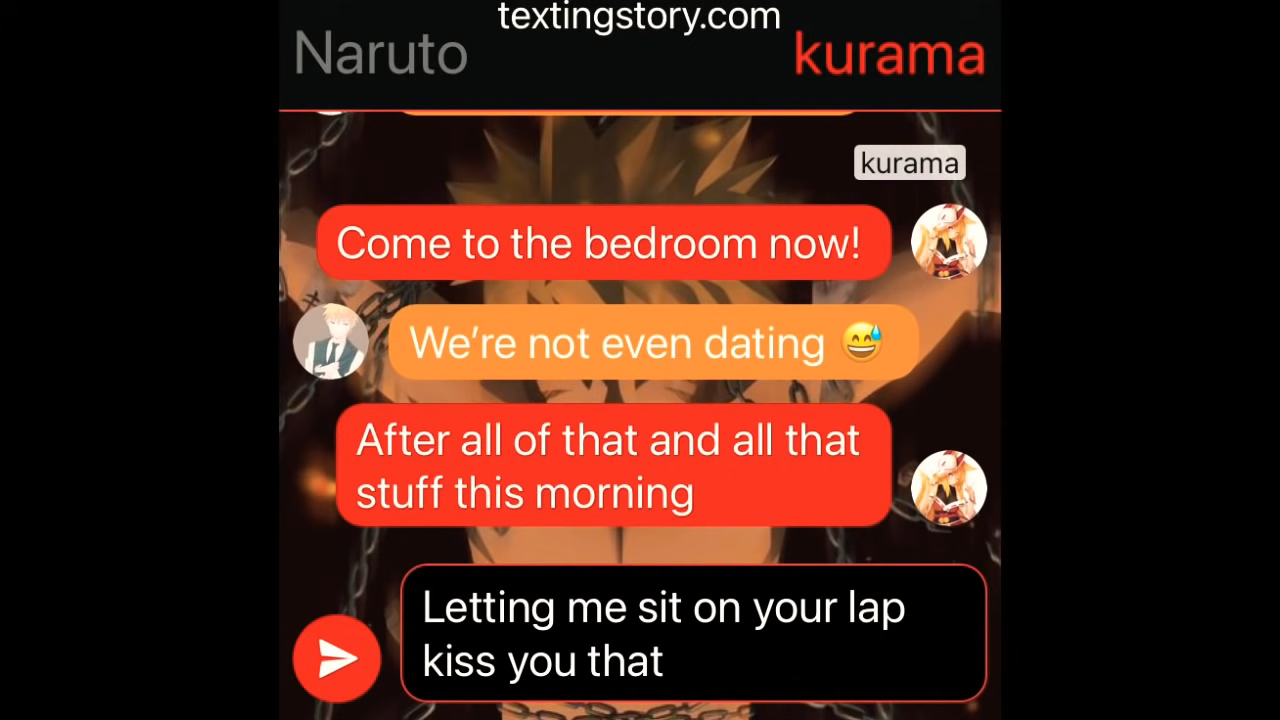 textingstory.com
Naruto
kurama
kurama
Come to the bedroom now!
We're not even dating 😅
After all of that and all that
stuff this morning
Letting me sit on your lap
kiss you that